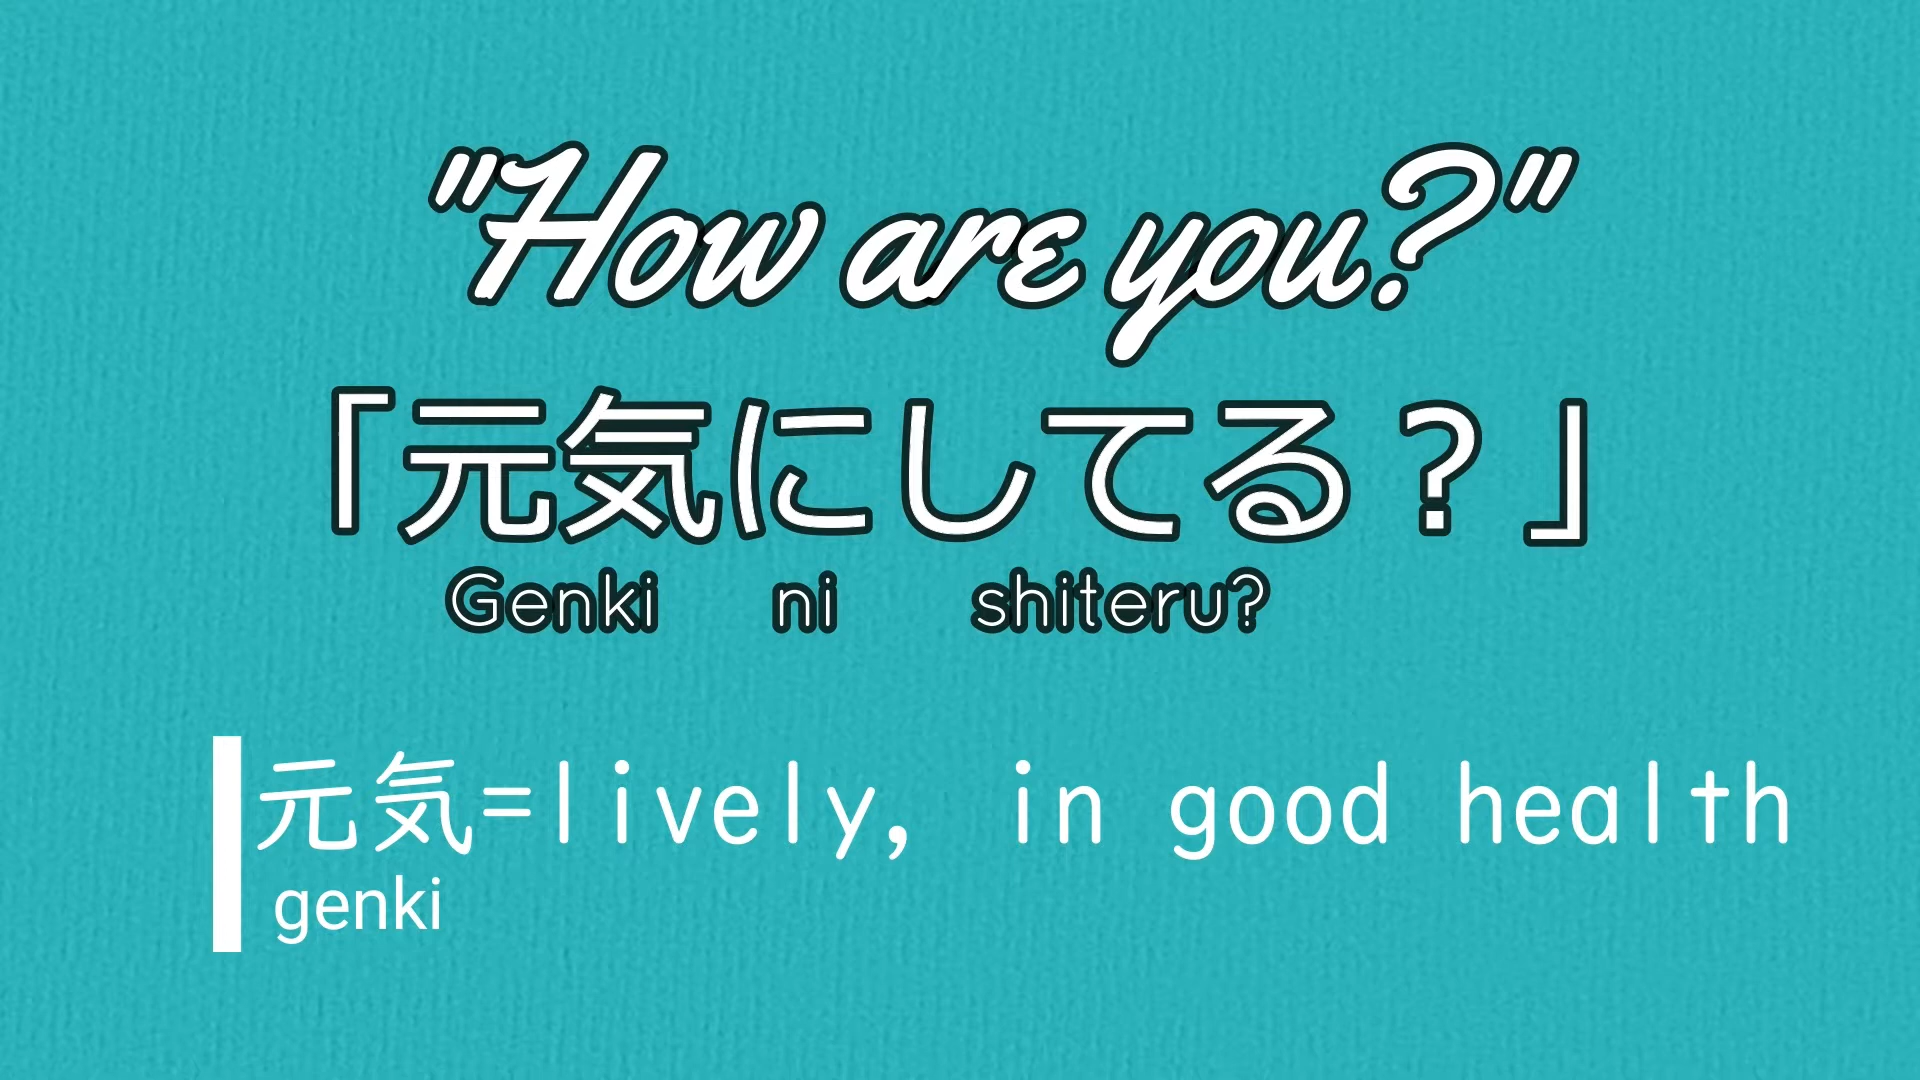 "How are you?"
「元気にしてる？」
Genki ni shiteru?
元気=lively, in good health
genki